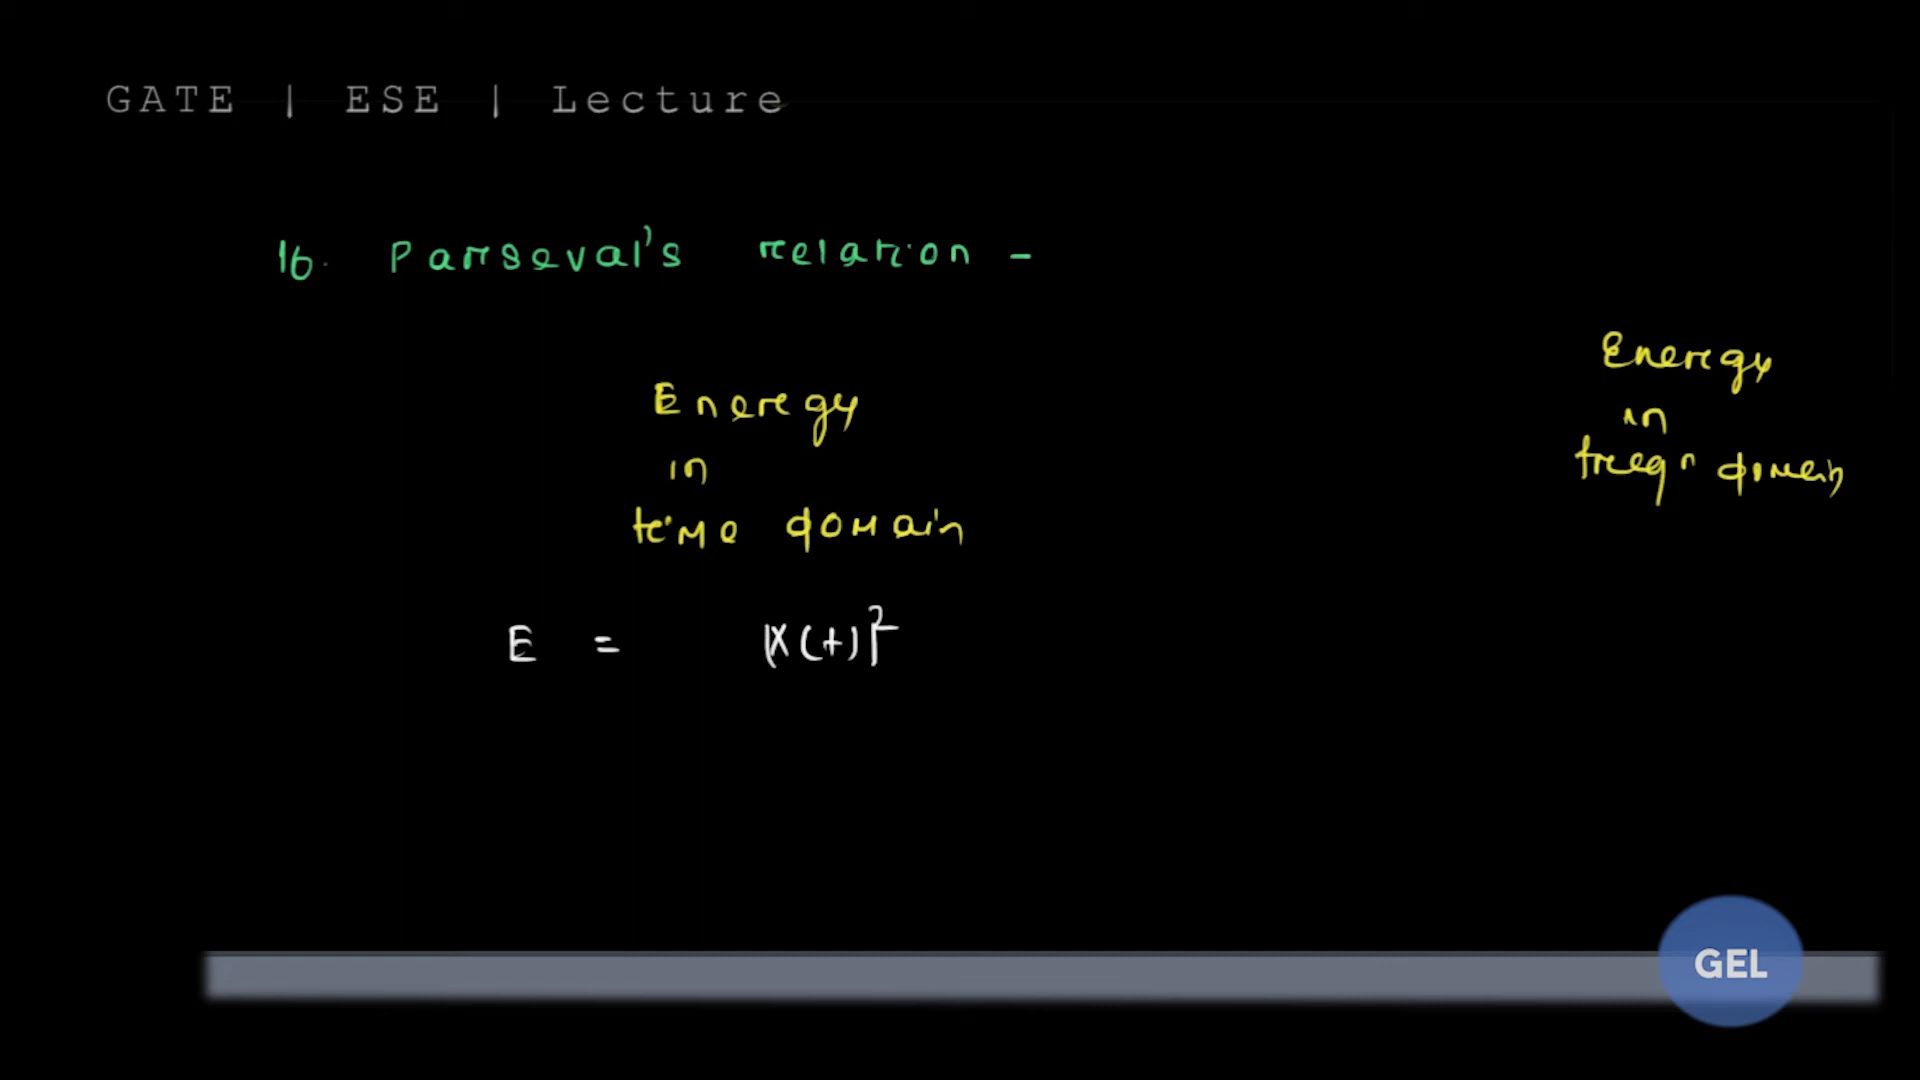 GATE | ESE | Lecture
16. Parseval's relation -
Energy
in
time domain
Energy
in
freqn domain
E = |x(t)|²
GEL